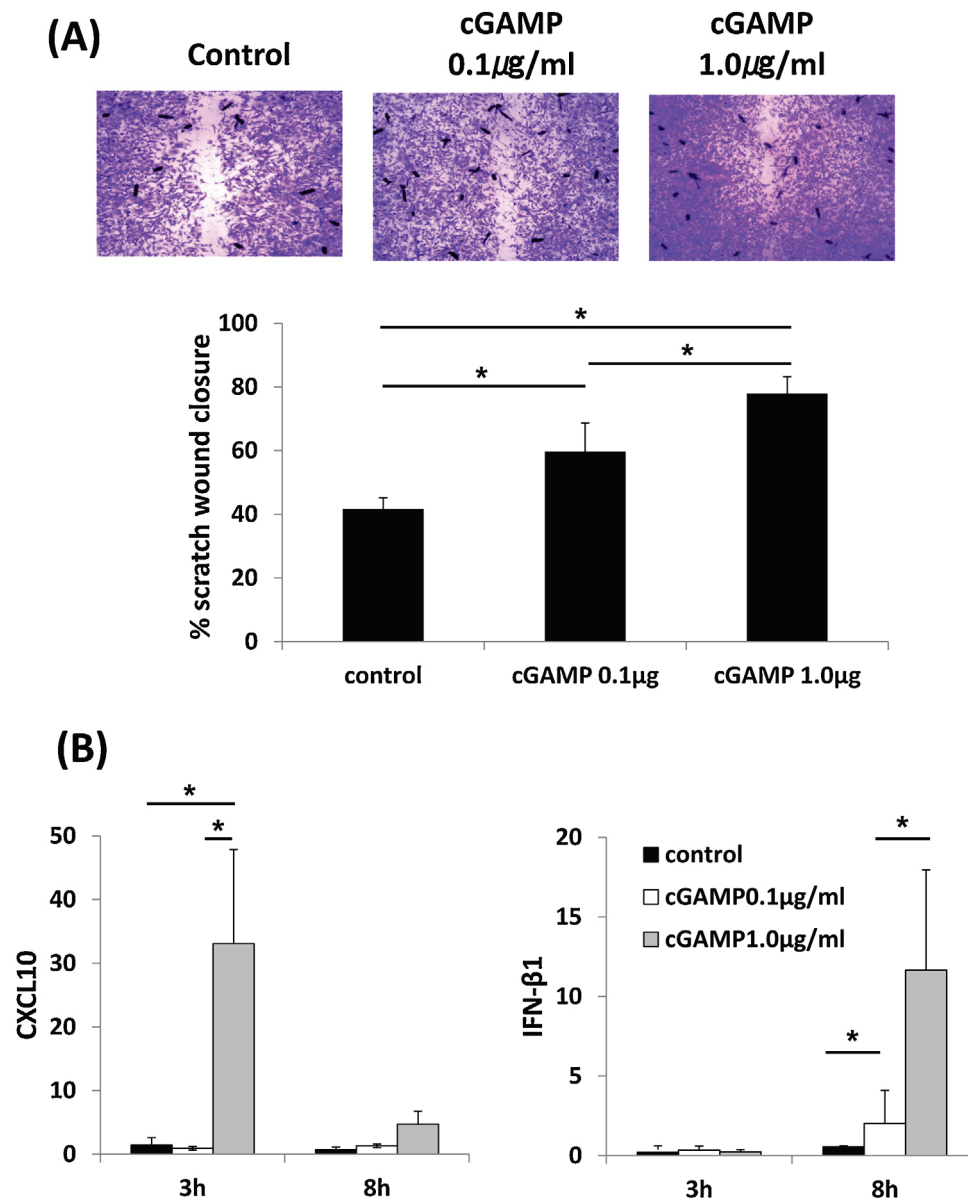 (A)
Control
cGAMP
0.1μg/ml
cGAMP
1.0μg/ml
% scratch wound closure
100
80
60
40
20
0
*
*
*
control
cGAMP 0.1μg
cGAMP 1.0μg
(B)
CXCL10
50
40
30
20
10
0
*
*
3h
8h
IFN-β1
20
15
10
5
0
control
cGAMP0.1μg/ml
cGAMP1.0μg/ml
*
*
3h
8h